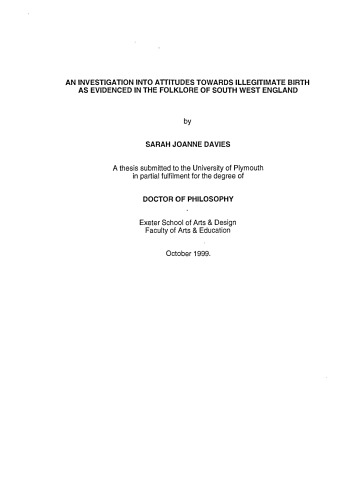 AN INVESTIGATION INTO ATTITUDES TOWARDS ILLEGITIMATE BIRTH
AS EVIDENCED IN THE FOLKLORE OF SOUTH WEST ENGLAND
by
SARAH JOANNE DAVIES
A thesis submitted to the University of Plymouth
in partial fulfilment for the degree of
DOCTOR OF PHILOSOPHY
Exeter School of Arts & Design
Faculty of Arts & Education
October 1999.